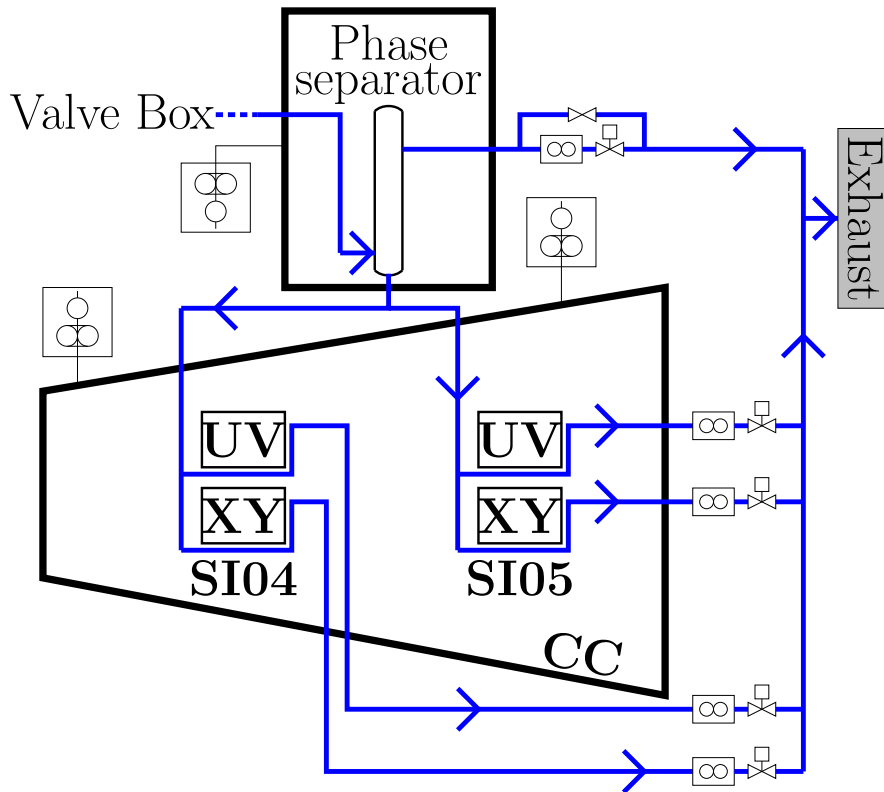 Phase
separator
Valve Box
Exhaust
UV
UV
XY
XY
SI04
SI05
CC